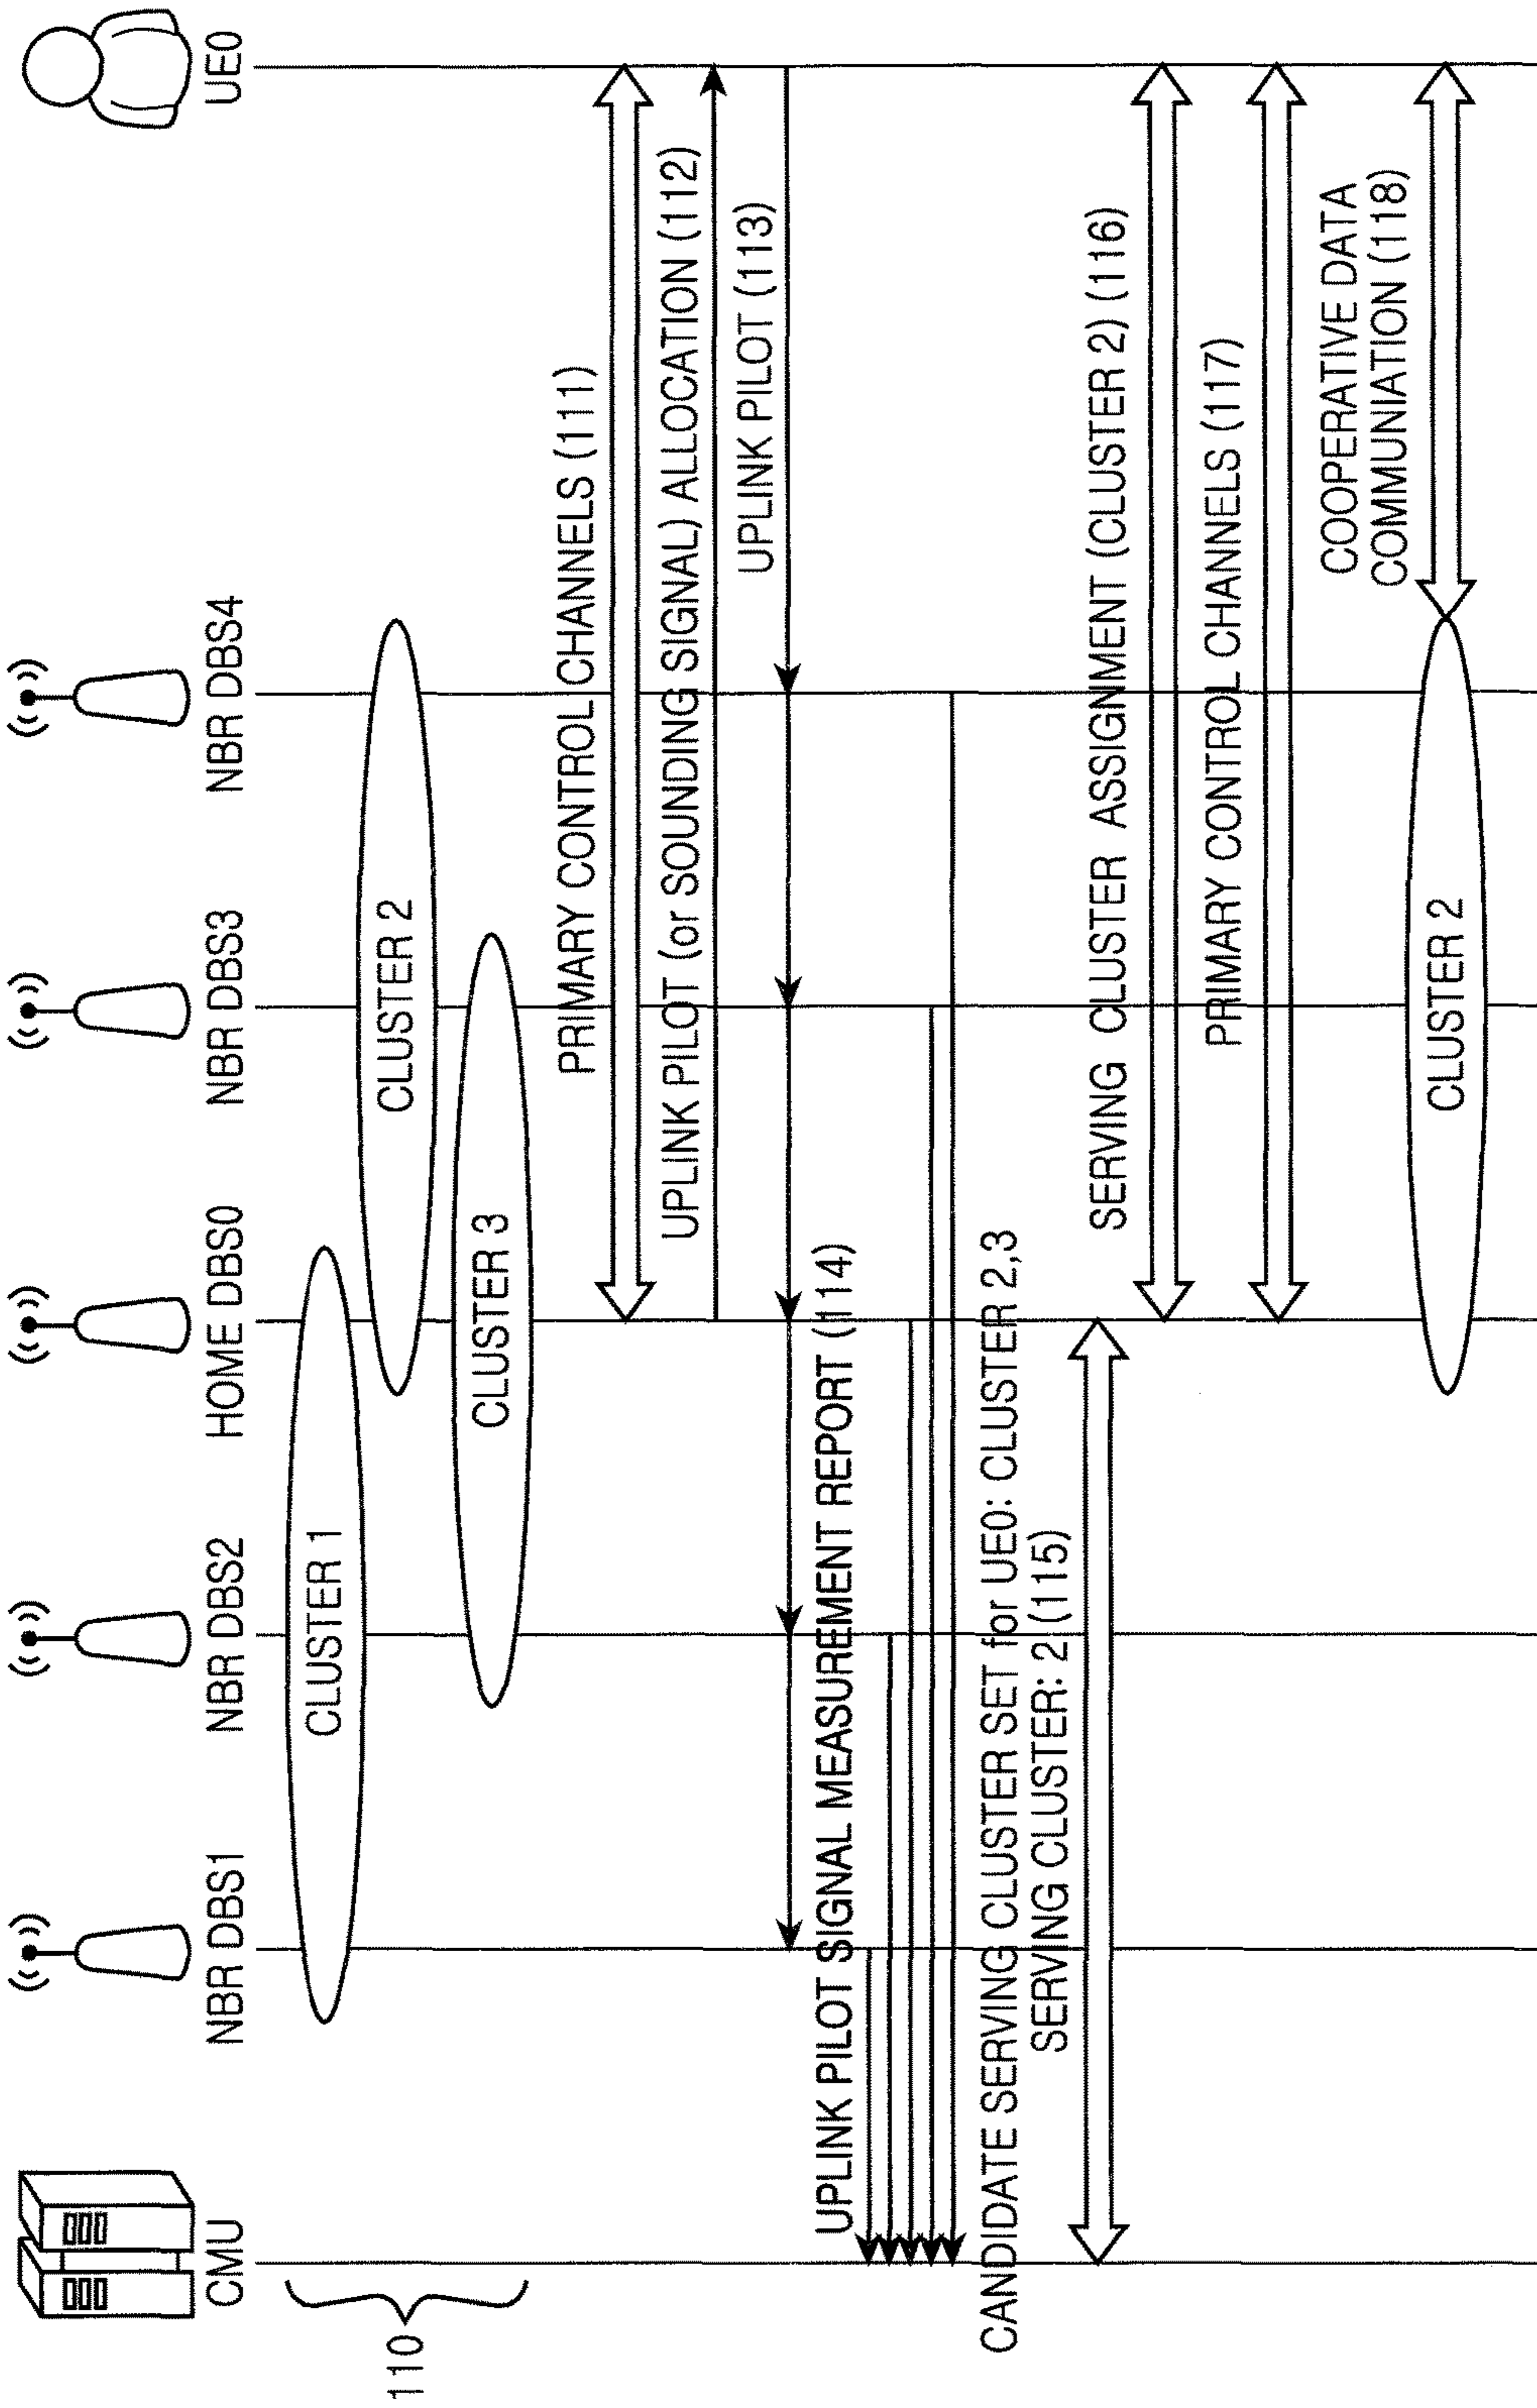 CMU
NBR DBS1
NBR DBS2
HOME DBS0
NBR DBS3
NBR DBS4
UE0
110
CLUSTER 1
CLUSTER 2
CLUSTER 3
PRIMARY CONTROL CHANNELS (111)
UPLINK PILOT (or SOUNDING SIGNAL) ALLOCATION (112)
UPLINK PILOT (113)
UPLINK PILOT SIGNAL MEASUREMENT REPORT (114)
CANDIDATE SERVING CLUSTER SET for UE0: CLUSTER 2,3
SERVING CLUSTER: 2 (115)
SERVING CLUSTER ASSIGNMENT (CLUSTER 2) (116)
PRIMARY CONTROL CHANNELS (117)
COOPERATIVE DATA
COMMUNIATION (118)
CLUSTER 2